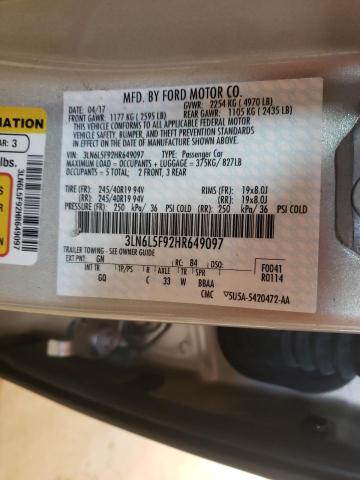 MFD. BY FORD MOTOR CO.
DATE: 04/17 GVWR: 2254 KG ( 4970 LB)
FRONT GAWR: 1177 KG ( 2595 LB) REAR GAWR: 1105 KG ( 2435 LB)
THIS VEHICLE CONFORMS TO ALL APPLICABLE FEDERAL MOTOR
VEHICLE SAFETY, BUMPER, AND THEFT PREVENTION STANDARDS
IN EFFECT ON THE DATE OF MANUFACTURE SHOWN ABOVE.
VIN: 3LN6L5F92HR649097 TYPE: Passenger Car
MAXIMUM LOAD = OCCUPANTS + LUGGAGE = 375KG / 827LB
OCCUPANTS = 5 TOTAL: 2 FRONT, 3 REAR
TIRE (FR): 245/40R19 94V RIMS (FR): 19x8.0J
(RR): 245/40R19 94V (RR): 19x8.0J
PRESSURE (FR): 250 kPa/ 36 PSI COLD (RR): 250 kPa/ 36 PSI COLD
3LN6L5F92HR649097
TRAILER TOWING - SEE OWNER GUIDE
EXT PNT: GN RC: 84 DSO:
F0041
R0114
INT TR TP/PS R AXLE TR SPR
GQ C 33 W BBAA
CMC 5U5A-5420472-AA
AR: 3
lbs.
3LN6L5F92HR649097